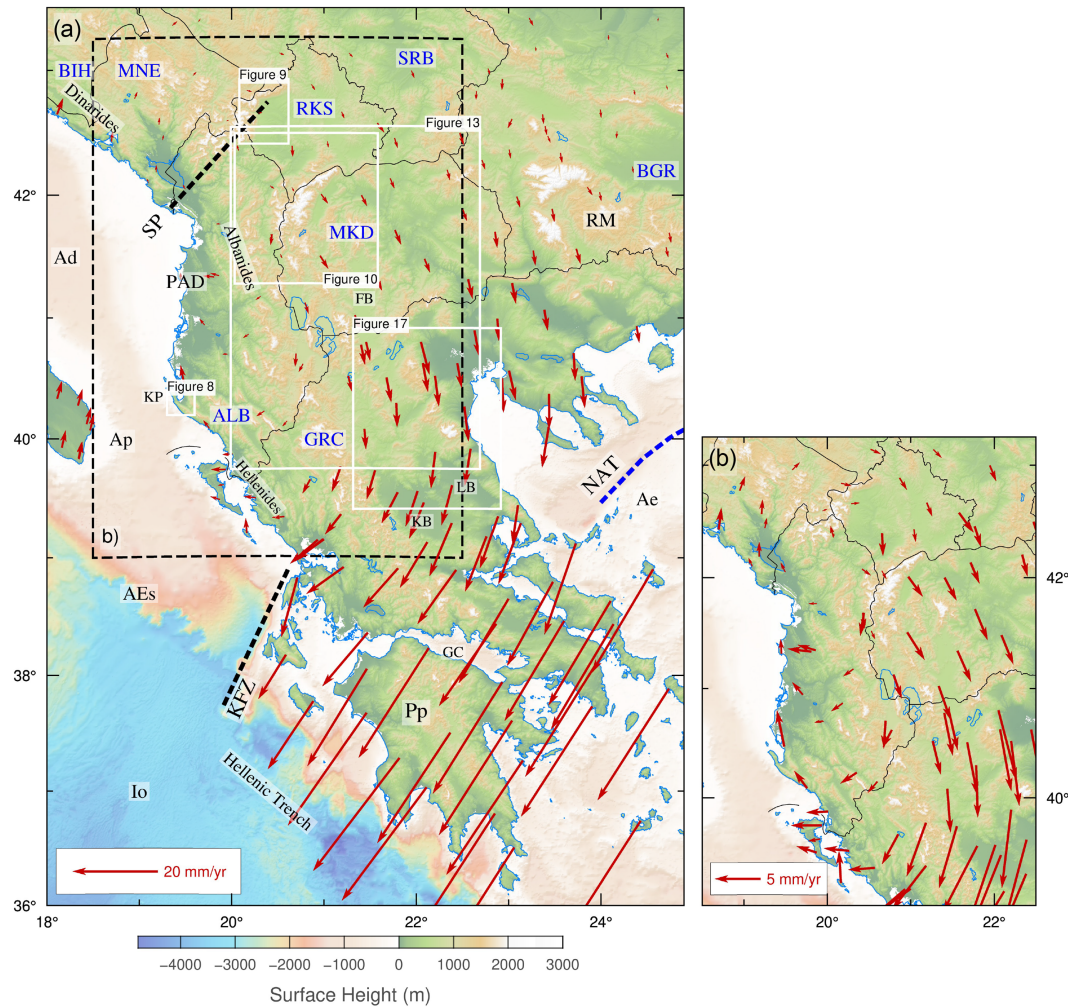 (a)
BIH
MNE
SRB
Figure 9
Dinarides
RKS
Figure 13
BGR
42°
SP
Albanides
MKD
RM
Ad
PAD
Figure 10
FB
Figure 17
KP
Figure 8
ALB
40°
Ap
GRC
Hellenides
LB
NAT
Ae
KB
b)
AEs
38°
KFZ
GC
Pp
Io
Hellenic Trench
20 mm/yr
36°
18°
20°
22°
24°
−4000
−3000
−2000
−1000
0
1000
2000
3000
Surface Height (m)
(b)
42°
40°
5 mm/yr
20°
22°